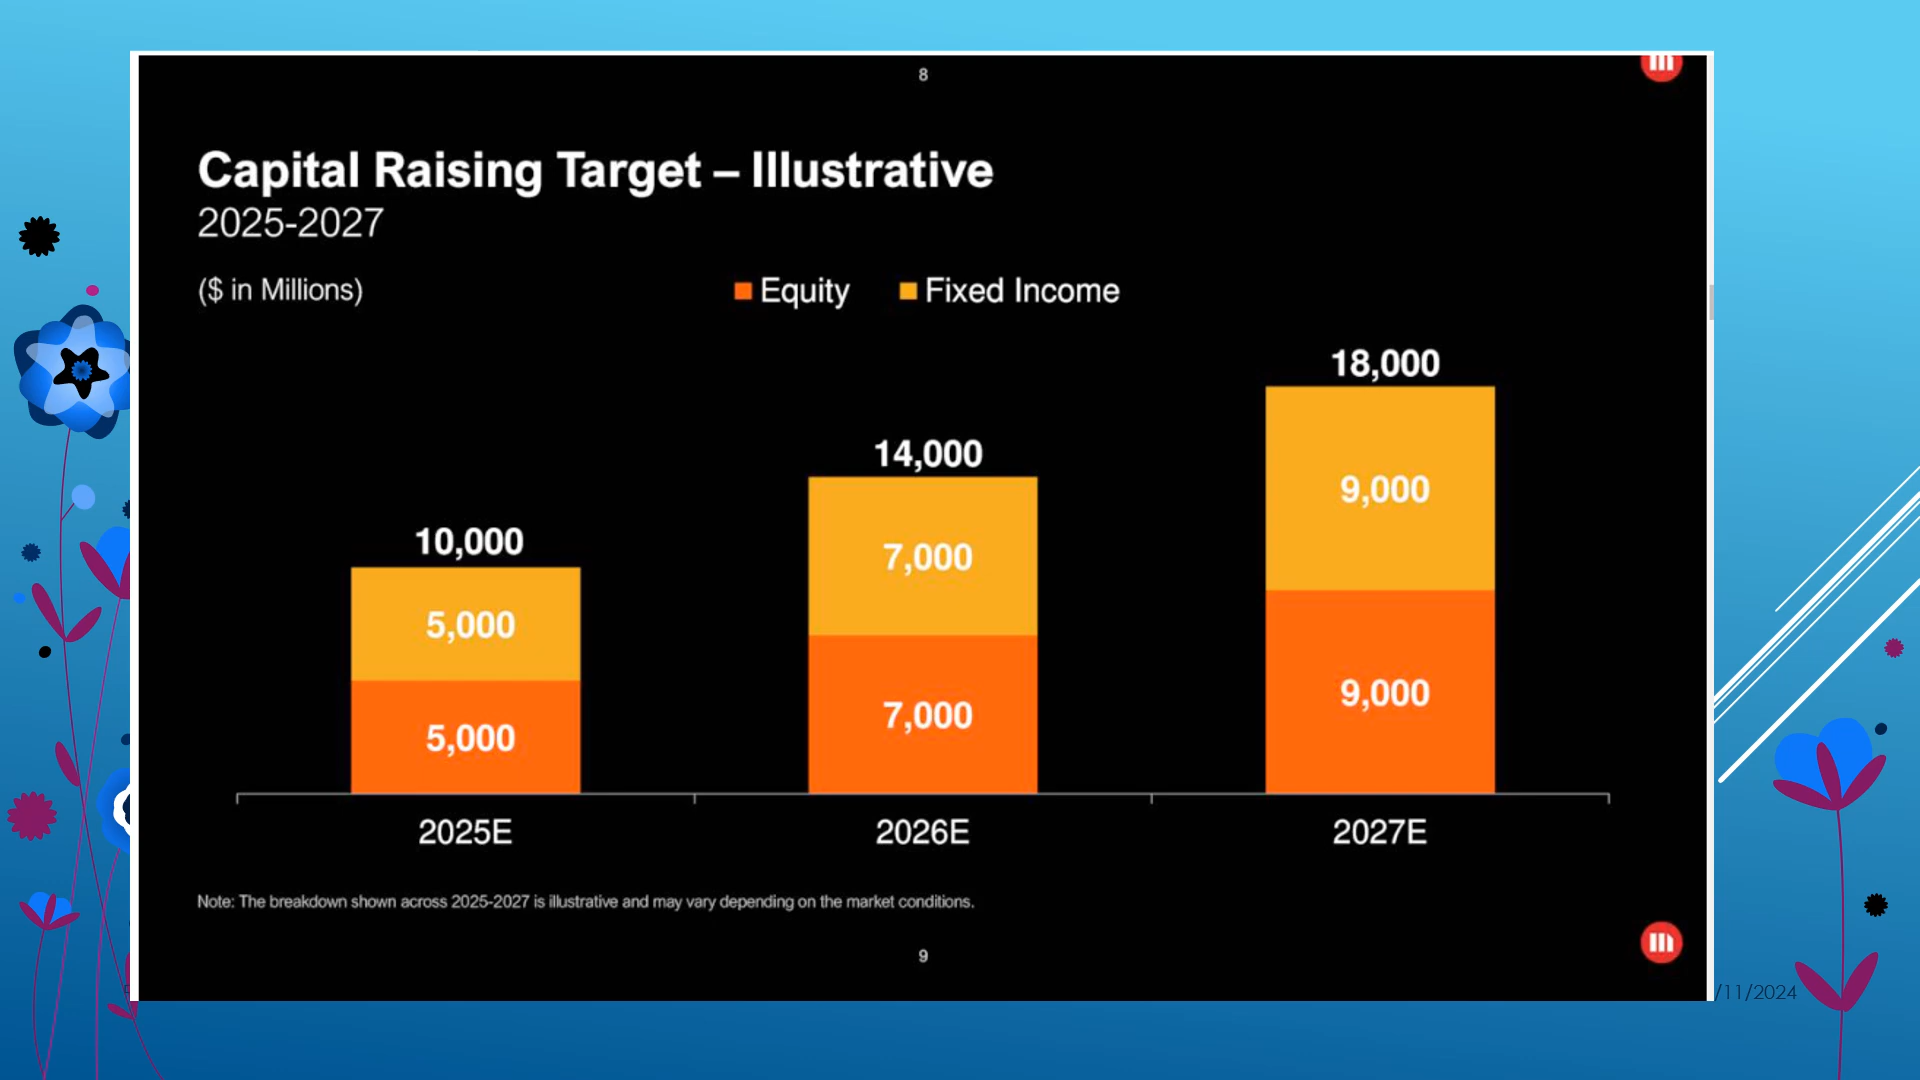 8
Capital Raising Target – Illustrative
2025-2027
($ in Millions)
Equity Fixed Income
18,000
14,000
9,000
10,000
7,000
5,000
9,000
7,000
5,000
2025E 2026E 2027E
Note: The breakdown shown across 2025-2027 is illustrative and may vary depending on the market conditions.
9
/11/2024